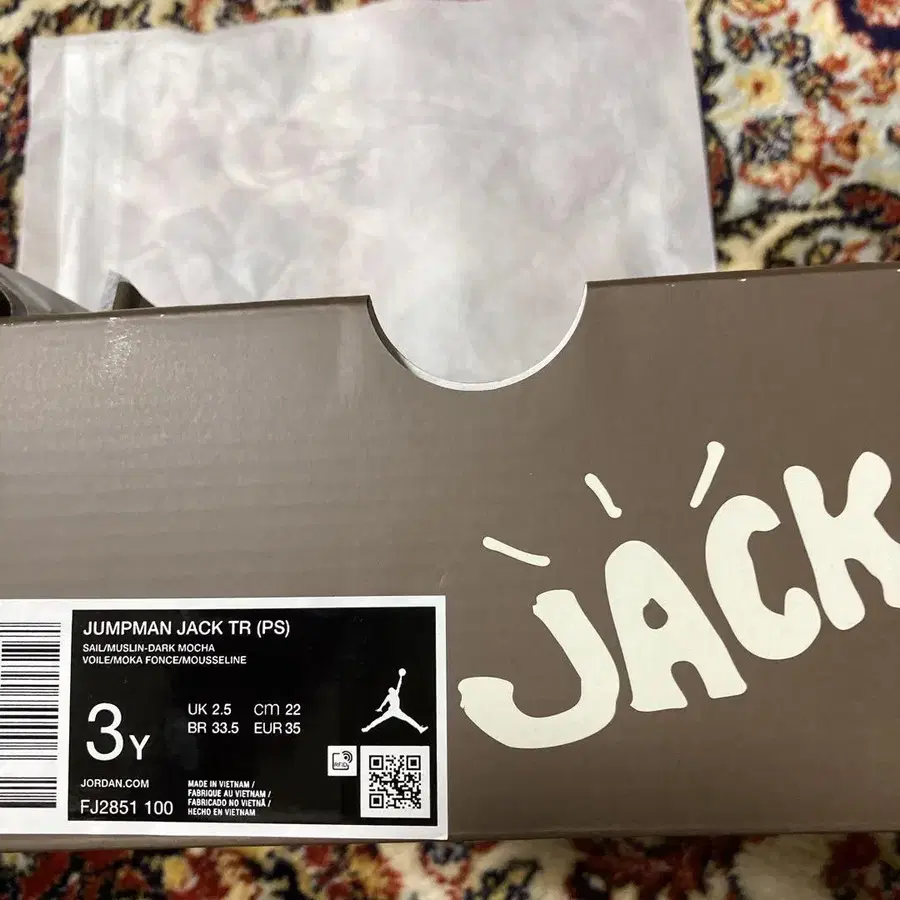 JACK
JUMPMAN JACK TR (PS)
SAIL/MUSLIN-DARK MOCHA
VOILE/MOKA FONCE/MOUSSELINE
3Y
UK 2.5 cm 22
BR 33.5 EUR 35
JORDAN.COM
FJ2851 100
MADE IN VIETNAM /
FABRIQUE AU VIETNAM /
FABRICADO NO VIETNÃ /
HECHO EN VIETNAM
RFID